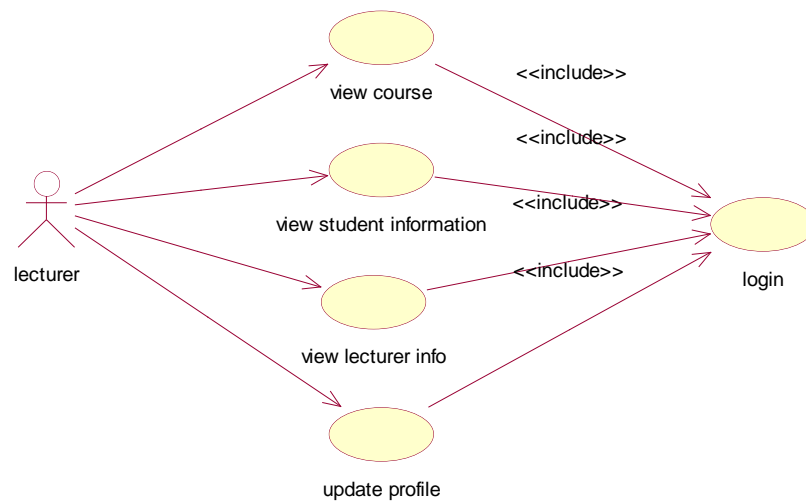 <<include>>
view course
<<include>>
<<include>>
view student information
<<include>>
lecturer
login
view lecturer info
update profile